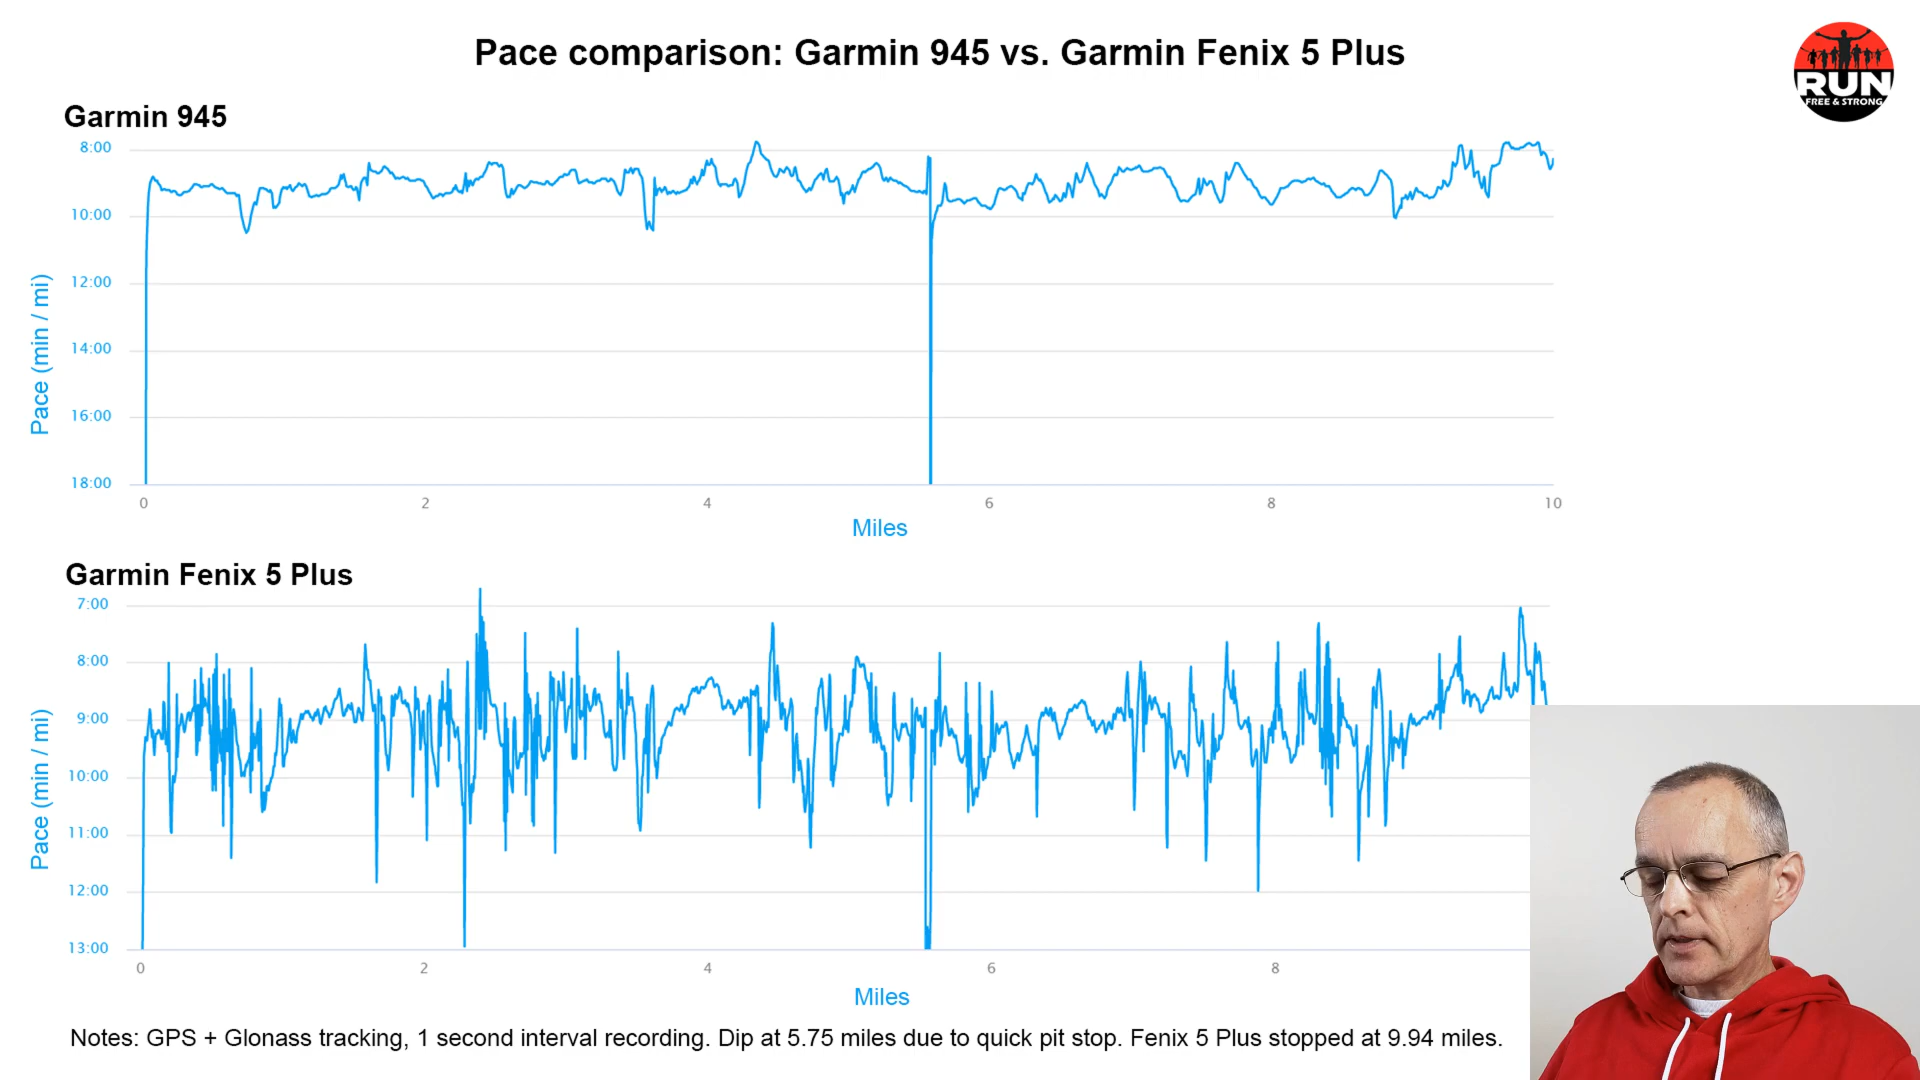 Pace comparison: Garmin 945 vs. Garmin Fenix 5 Plus
RUN
FREE & STRONG
Garmin 945
8:00
10:00
12:00
14:00
16:00
18:00
Pace (min / mi)
0 2 4 6 8 10
Miles
Garmin Fenix 5 Plus
7:00
8:00
9:00
10:00
11:00
12:00
13:00
Pace (min / mi)
0 2 4 6 8
Miles
Notes: GPS + Glonass tracking, 1 second interval recording. Dip at 5.75 miles due to quick pit stop. Fenix 5 Plus stopped at 9.94 miles.